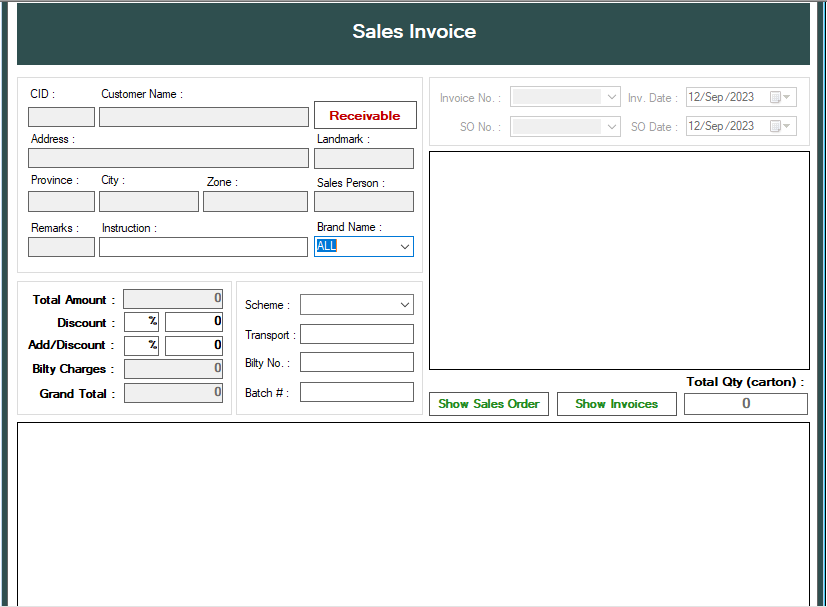 Sales Invoice
CID : Customer Name :
Receivable
Address : Landmark :
Province : City : Zone : Sales Person :
Remarks : Instruction : Brand Name :
ALL
Invoice No. : Inv. Date : 12/Sep/2023
SO No. : SO Date : 12/Sep/2023
Total Amount : 0
Discount : % 0
Add/Discount : % 0
Bilty Charges : 0
Grand Total : 0
Scheme :
Transport :
Bilty No. :
Batch # :
Total Qty (carton) :
Show Sales Order Show Invoices 0